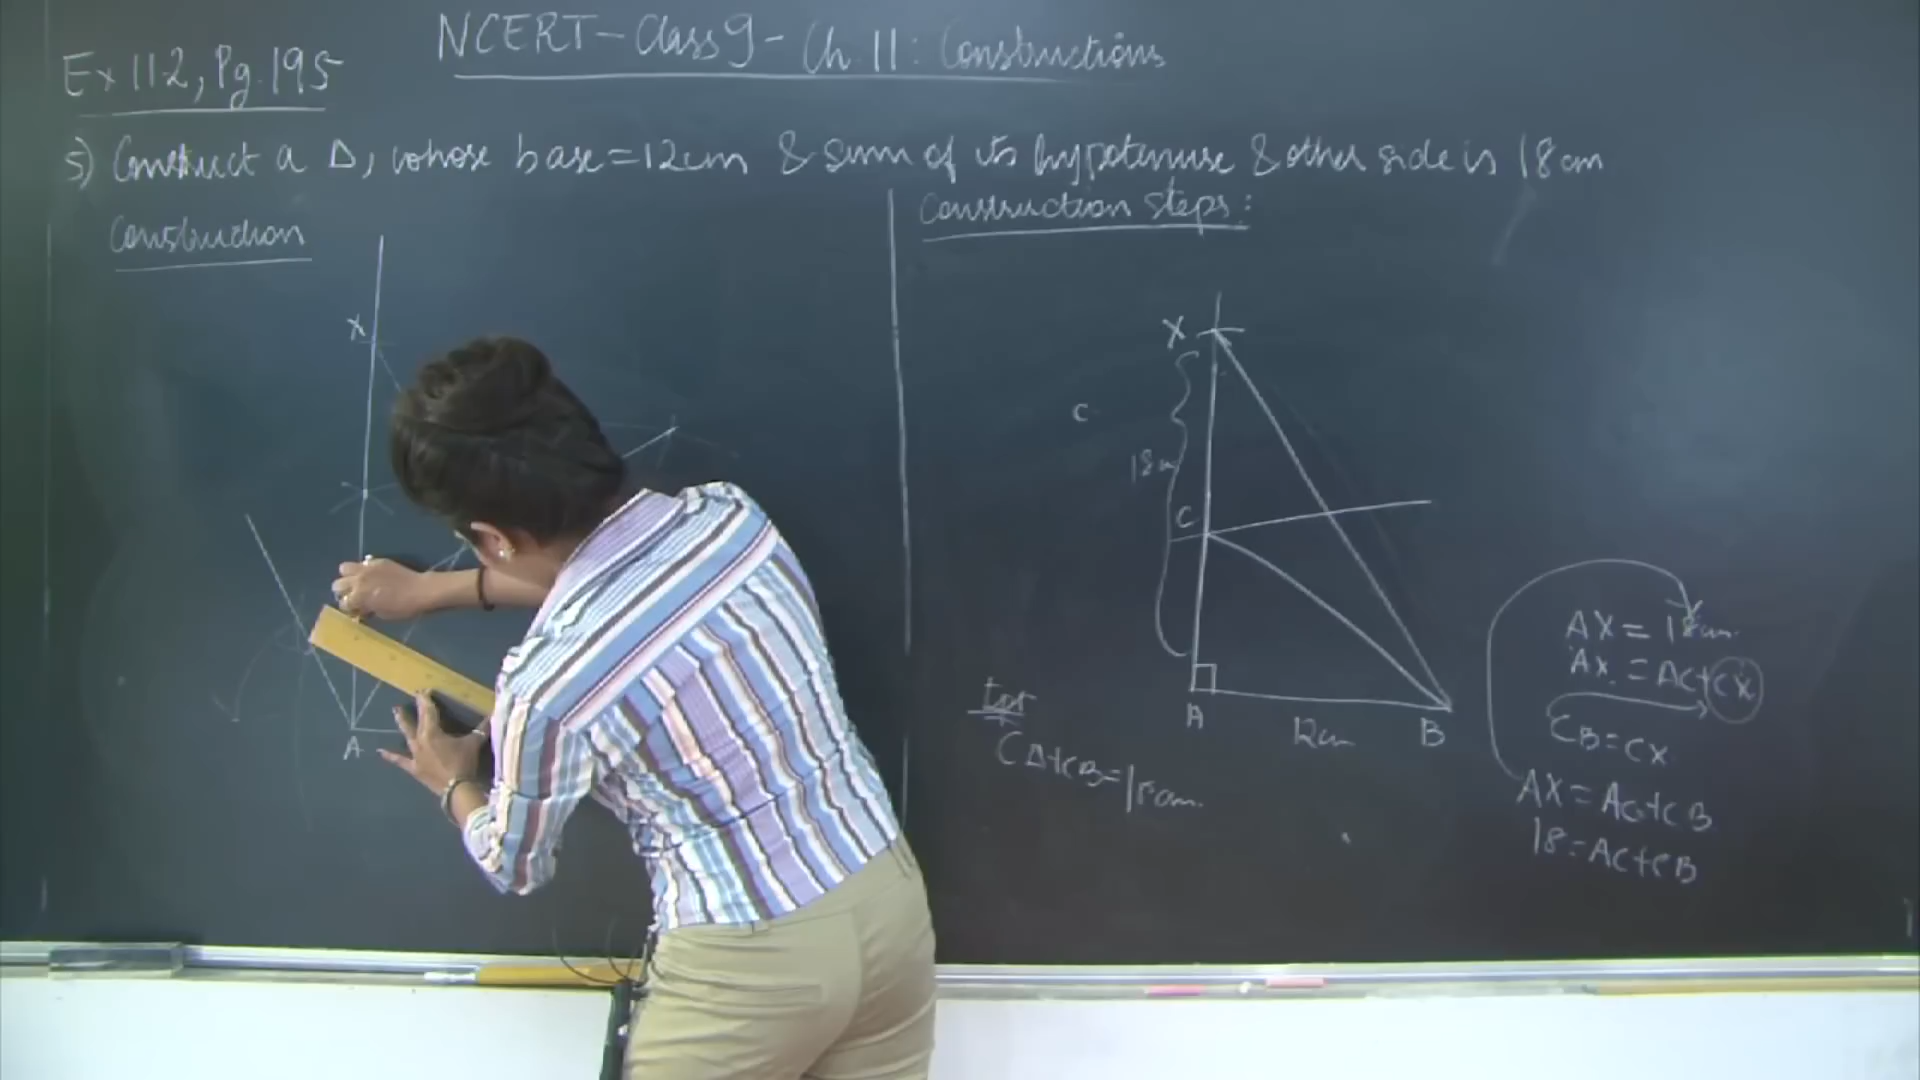 NCERT - Class 9 - Ch. 11 : Constructions
Ex 11.2, Pg. 195
5) Construct a Δ, whose base = 12cm & sum of its hypotenuse & other side is 18cm
Construction
Construction steps:
X
A
X
C
18
C
A
12cm
B
CA+CB=18cm
AX = 18cm.
AX = AC+CX
CB = CX
AX = AC+CB
18 = AC+CB